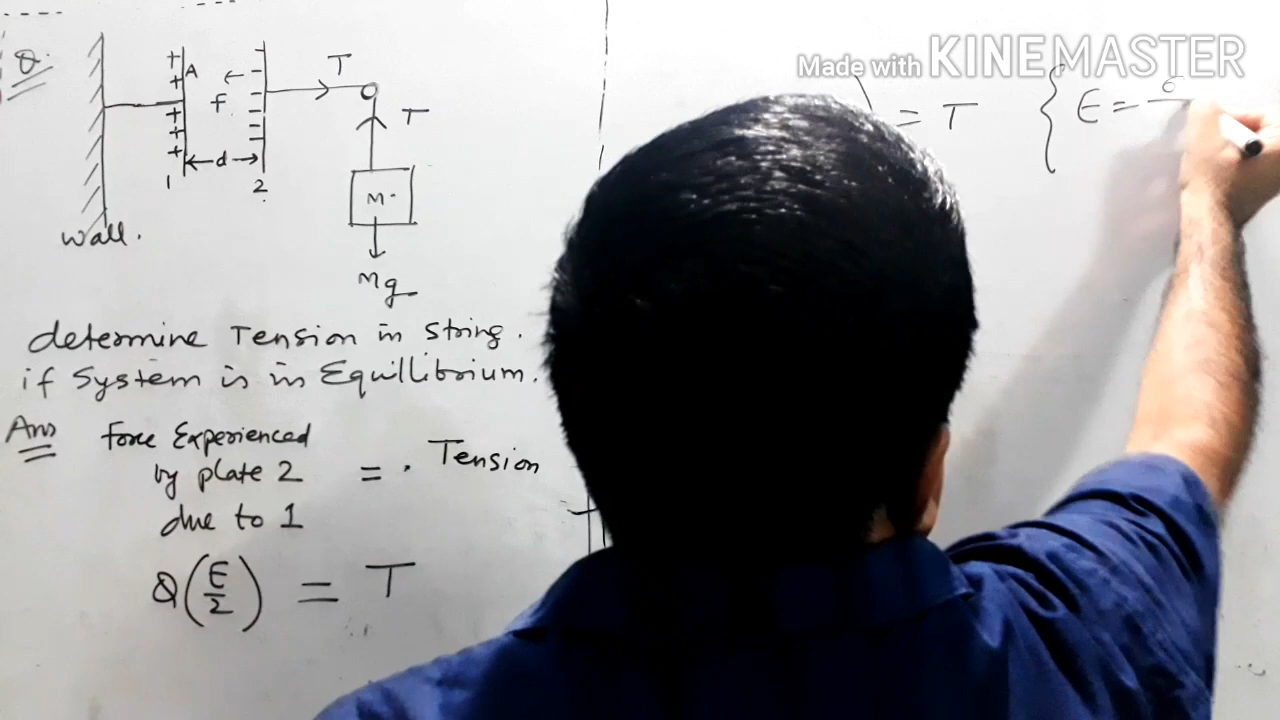 Made with KINEMASTER
Q.
+ + + + + +
A
f
T
- - - - - -
T
d
1
2
M
Mg
Wall.
determine Tension in String.
if System is in Equillibrium.
Ans
force Experienced
by plate 2 = Tension
due to 1
Q(E/2) = T
= T { E = σ